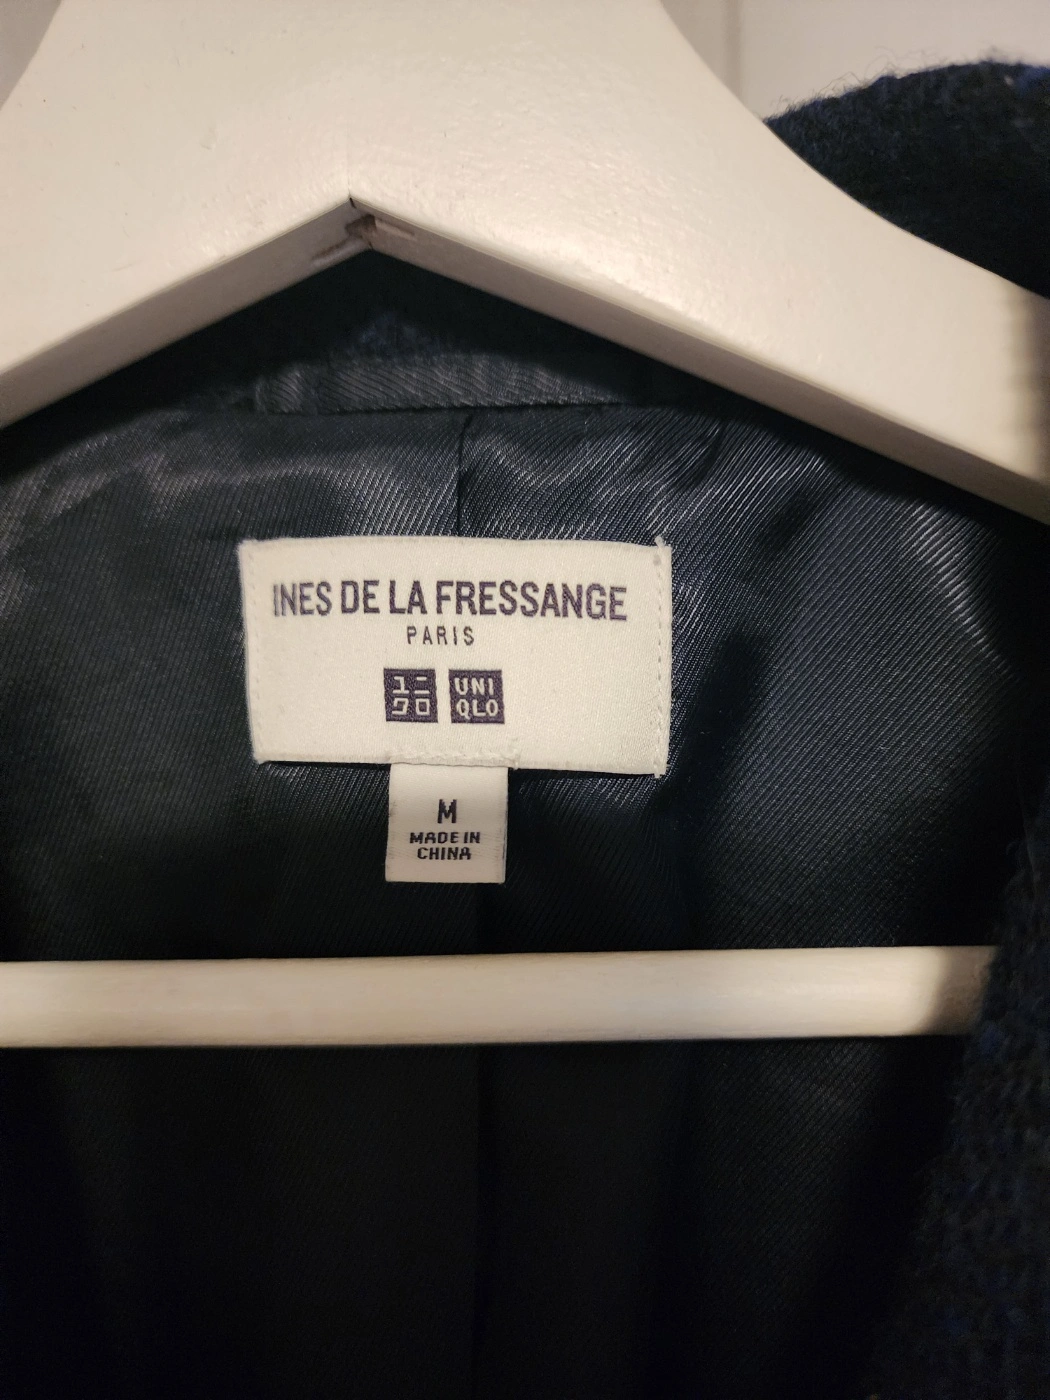 INES DE LA FRESSANGE
PARIS
ユニ UNI
クロ QLO
M
MADE IN
CHINA